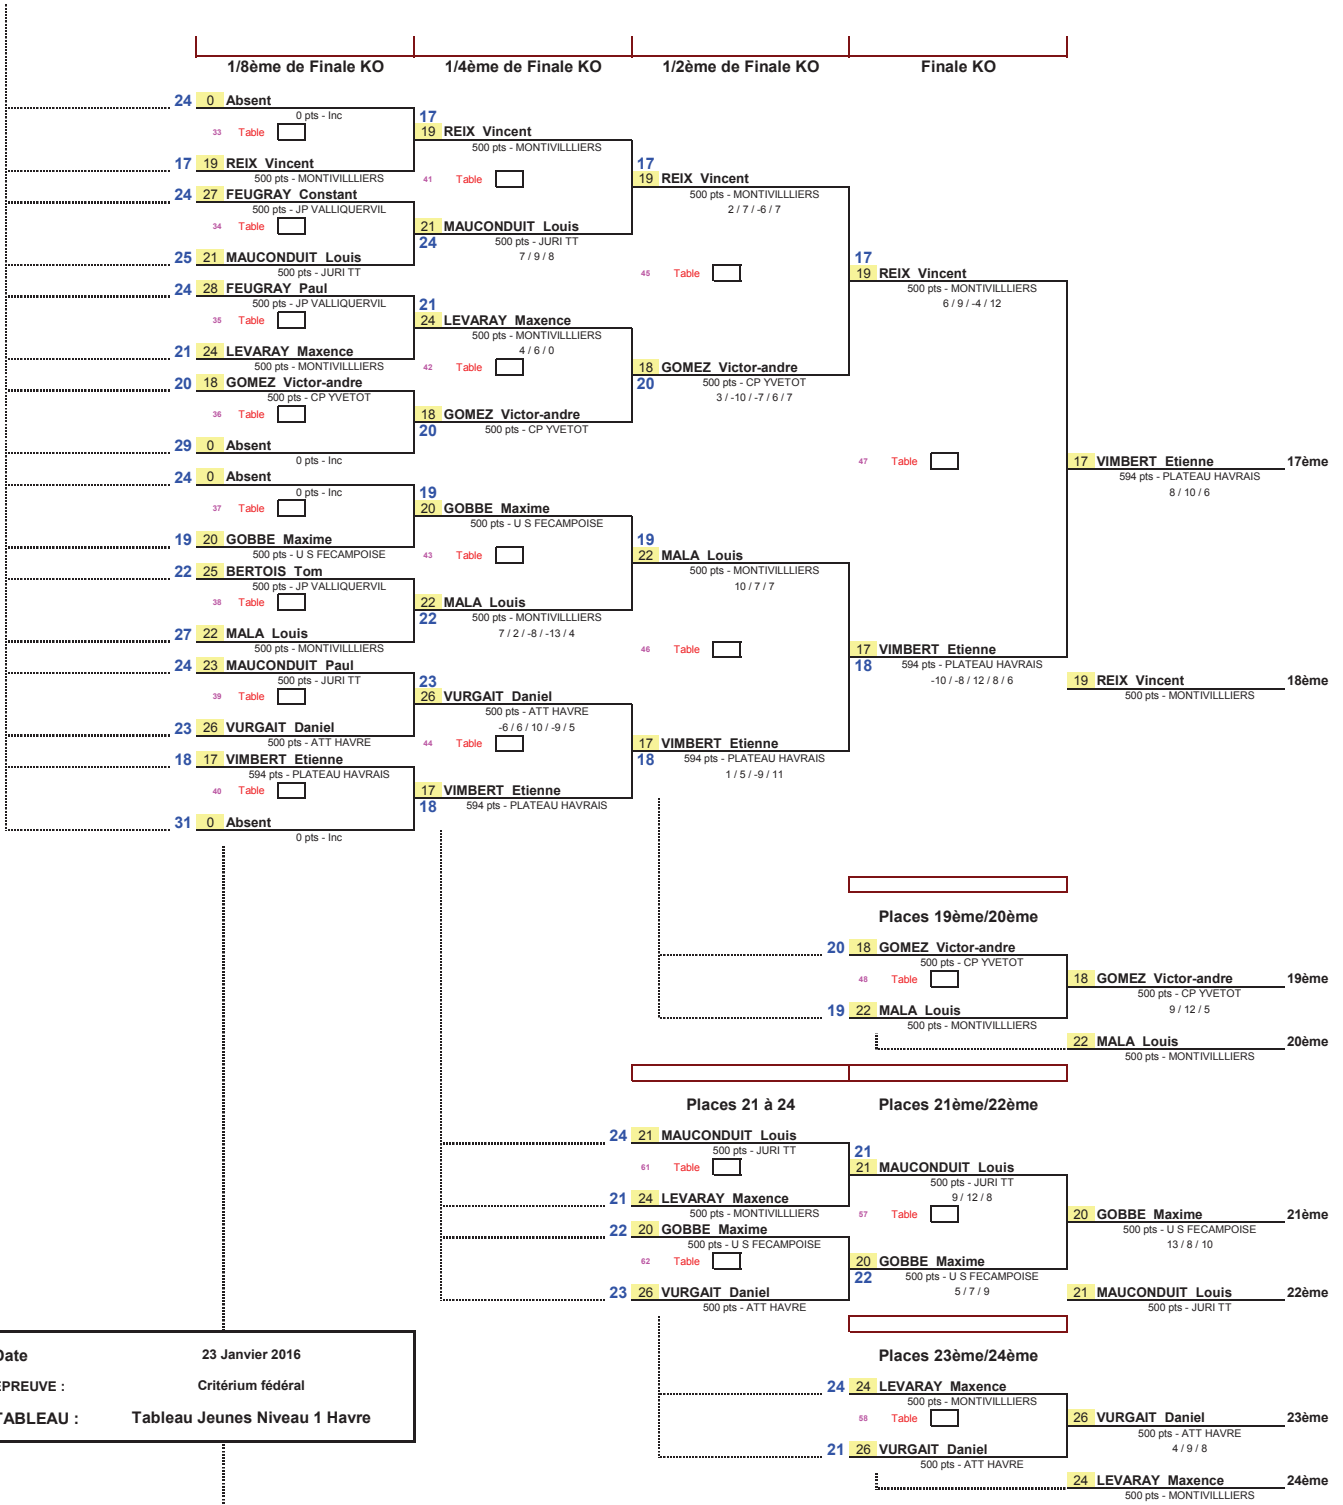 1/8ème de Finale KO 1/4ème de Finale KO 1/2ème de Finale KO Finale KO
24 0 Absent
0 pts - Inc
33 Table
17 19 REIX Vincent
500 pts - MONTIVILLLIERS
24 27 FEUGRAY Constant
500 pts - JP VALLIQUERVIL
34 Table
25 21 MAUCONDUIT Louis
500 pts - JURI TT
24 28 FEUGRAY Paul
500 pts - JP VALLIQUERVIL
35 Table
21 24 LEVARAY Maxence
500 pts - MONTIVILLLIERS
20 18 GOMEZ Victor-andre
500 pts - CP YVETOT
36 Table
29 0 Absent
0 pts - Inc
24 0 Absent
0 pts - Inc
37 Table
19 20 GOBBE Maxime
500 pts - U S FECAMPOISE
22 25 BERTOIS Tom
500 pts - JP VALLIQUERVIL
38 Table
27 22 MALA Louis
500 pts - MONTIVILLLIERS
24 23 MAUCONDUIT Paul
500 pts - JURI TT
39 Table
23 26 VURGAIT Daniel
500 pts - ATT HAVRE
18 17 VIMBERT Etienne
594 pts - PLATEAU HAVRAIS
40 Table
31 0 Absent
0 pts - Inc
17
19 REIX Vincent
500 pts - MONTIVILLLIERS
41 Table
21 MAUCONDUIT Louis
24 500 pts - JURI TT
7 / 9 / 8
21
24 LEVARAY Maxence
500 pts - MONTIVILLLIERS
4 / 6 / 0
42 Table
18 GOMEZ Victor-andre
20 500 pts - CP YVETOT
19
20 GOBBE Maxime
500 pts - U S FECAMPOISE
43 Table
22 MALA Louis
22 500 pts - MONTIVILLLIERS
7 / 2 / -8 / -13 / 4
23
26 VURGAIT Daniel
500 pts - ATT HAVRE
-6 / 6 / 10 / -9 / 5
44 Table
17 VIMBERT Etienne
18 594 pts - PLATEAU HAVRAIS
17
19 REIX Vincent
500 pts - MONTIVILLLIERS
2 / 7 / -6 / 7
45 Table
18 GOMEZ Victor-andre
20 500 pts - CP YVETOT
3 / -10 / -7 / 6 / 7
19
22 MALA Louis
500 pts - MONTIVILLLIERS
10 / 7 / 7
46 Table
17 VIMBERT Etienne
18 594 pts - PLATEAU HAVRAIS
1 / 5 / -9 / 11
17
19 REIX Vincent
500 pts - MONTIVILLLIERS
6 / 9 / -4 / 12
47 Table
17 VIMBERT Etienne
18 594 pts - PLATEAU HAVRAIS
-10 / -8 / 12 / 8 / 6
17 VIMBERT Etienne 17ème
594 pts - PLATEAU HAVRAIS
8 / 10 / 6
19 REIX Vincent 18ème
500 pts - MONTIVILLLIERS
Places 19ème/20ème
20 18 GOMEZ Victor-andre
500 pts - CP YVETOT
48 Table
19 22 MALA Louis
500 pts - MONTIVILLLIERS
18 GOMEZ Victor-andre 19ème
500 pts - CP YVETOT
9 / 12 / 5
22 MALA Louis 20ème
500 pts - MONTIVILLLIERS
Places 21 à 24 Places 21ème/22ème
24 21 MAUCONDUIT Louis
500 pts - JURI TT
61 Table
21 24 LEVARAY Maxence
500 pts - MONTIVILLLIERS
22 20 GOBBE Maxime
500 pts - U S FECAMPOISE
62 Table
23 26 VURGAIT Daniel
500 pts - ATT HAVRE
21
21 MAUCONDUIT Louis
500 pts - JURI TT
9 / 12 / 8
57 Table
20 GOBBE Maxime
22 500 pts - U S FECAMPOISE
5 / 7 / 9
20 GOBBE Maxime 21ème
500 pts - U S FECAMPOISE
13 / 8 / 10
21 MAUCONDUIT Louis 22ème
500 pts - JURI TT
Places 23ème/24ème
24 24 LEVARAY Maxence
500 pts - MONTIVILLLIERS
58 Table
21 26 VURGAIT Daniel
500 pts - ATT HAVRE
26 VURGAIT Daniel 23ème
500 pts - ATT HAVRE
4 / 9 / 8
24 LEVARAY Maxence 24ème
500 pts - MONTIVILLLIERS
Date 23 Janvier 2016
EPREUVE : Critérium fédéral
TABLEAU : Tableau Jeunes Niveau 1 Havre